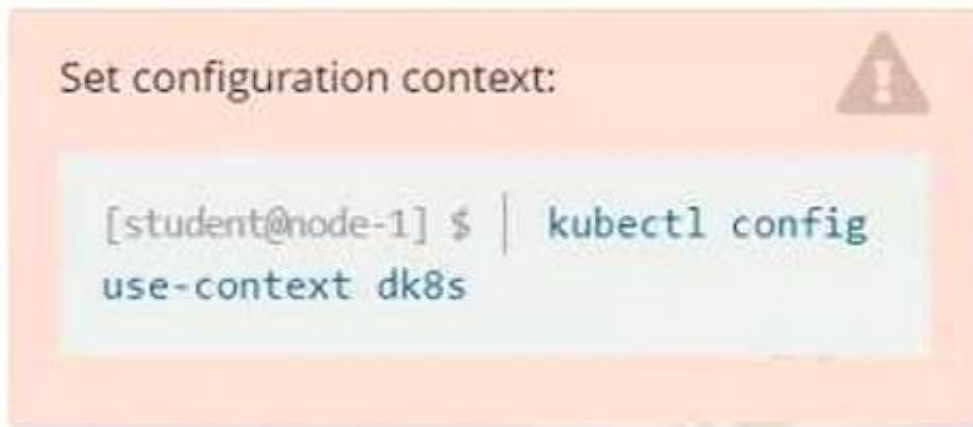 Set configuration context:
[student@node-1] $ | kubectl config
use-context dk8s